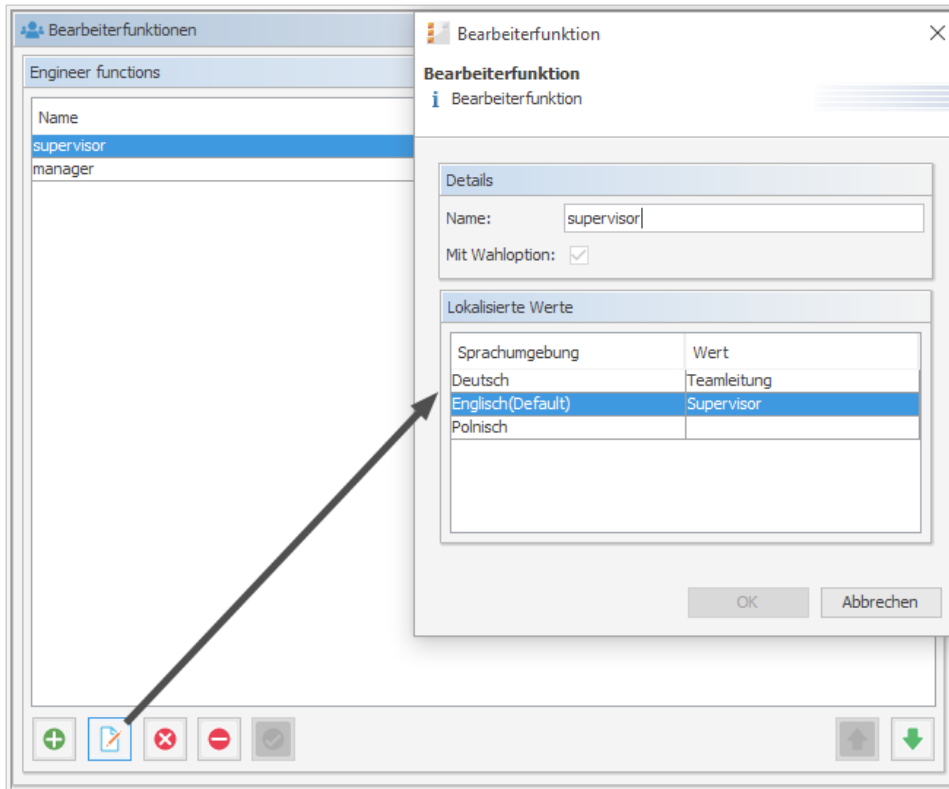 Bearbeiterfunktionen
Engineer functions
Name
supervisor
manager
Bearbeiterfunktion
Bearbeiterfunktion
Bearbeiterfunktion
Details
Name: supervisor
Mit Wahloption:
Lokalisierte Werte
Sprachumgebung Wert
Deutsch Teamleitung
Englisch(Default) Supervisor
Polnisch
OK Abbrechen